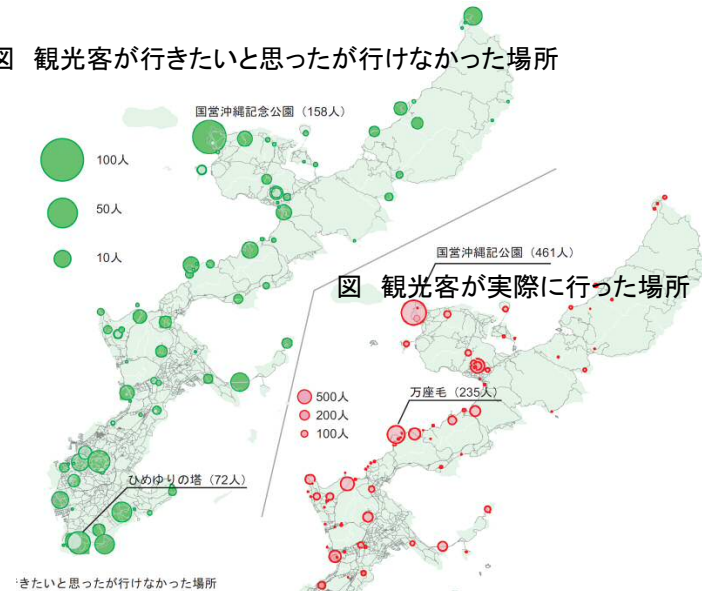 図 観光客が行きたいと思ったが行けなかった場所
国営沖縄記念公園（158人）
100人
50人
10人
国営沖縄記公園（461人）
図 観光客が実際に行った場所
500人
200人
100人
万座毛（235人）
ひめゆりの塔（72人）
きたいと思ったが行けなかった場所